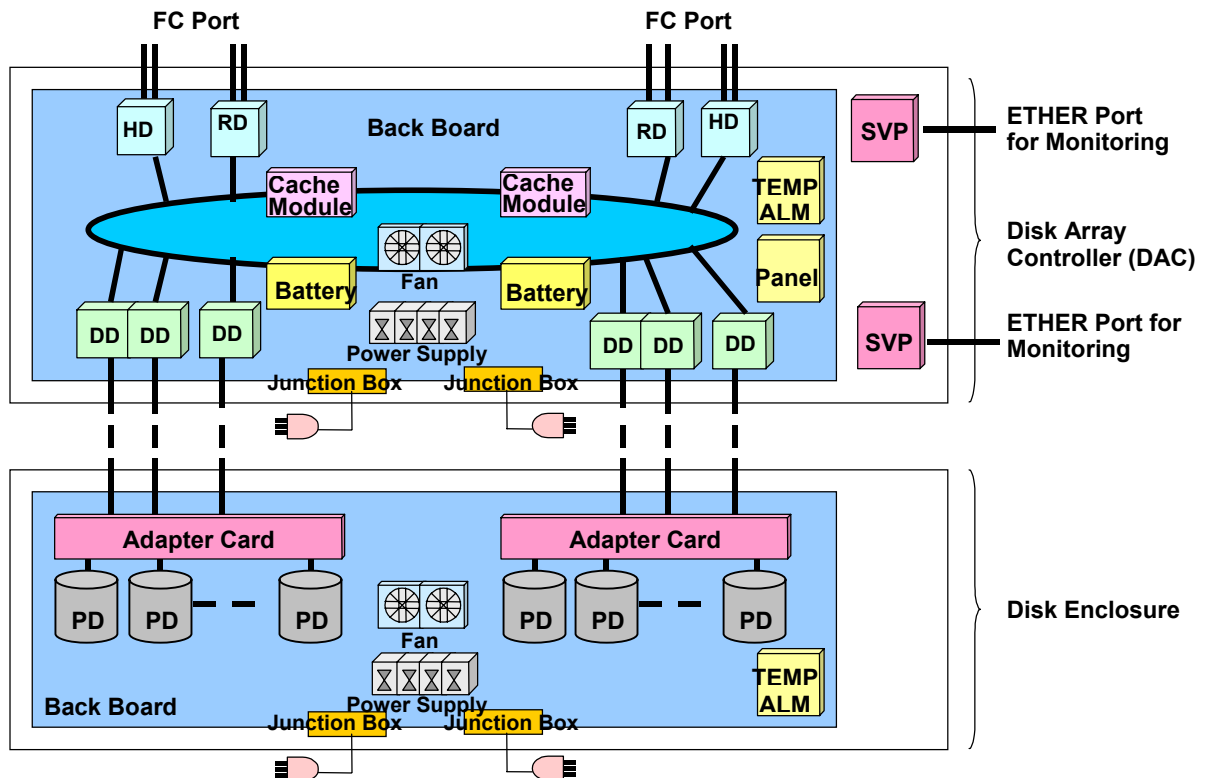 FC Port
FC Port
HD
RD
Back Board
RD
HD
SVP
ETHER Port
for Monitoring
Cache
Module
Cache
Module
TEMP
ALM
Disk Array
Controller (DAC)
Fan
Battery
Battery
Panel
DD
DD
DD
Power Supply
DD
DD
DD
SVP
ETHER Port for
Monitoring
Junction Box
Junction Box
Adapter Card
Adapter Card
PD
PD
PD
Fan
PD
PD
PD
Disk Enclosure
TEMP
ALM
Back Board
Power Supply
Junction Box
Junction Box